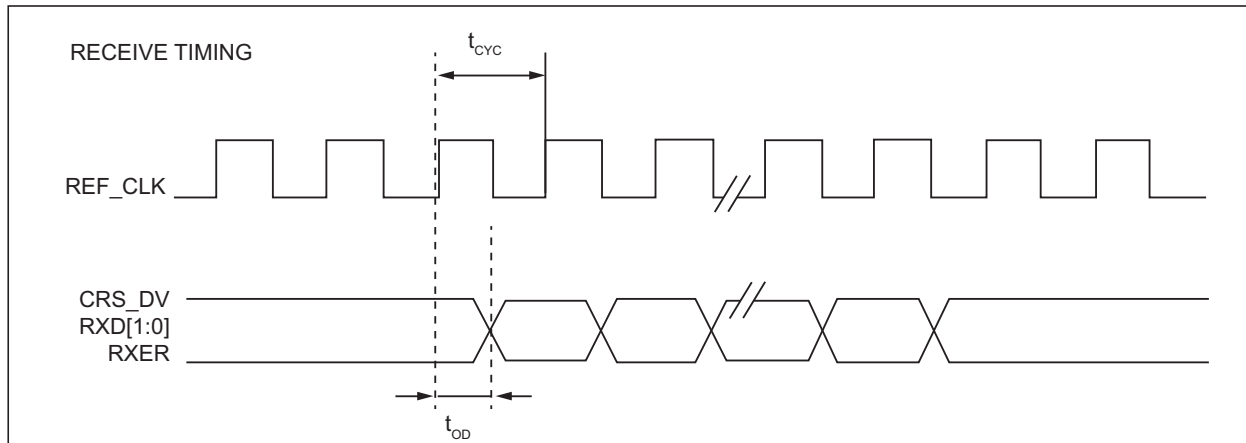 RECEIVE TIMING
tCYC
REF_CLK
CRS_DV
RXD[1:0]
RXER
tOD